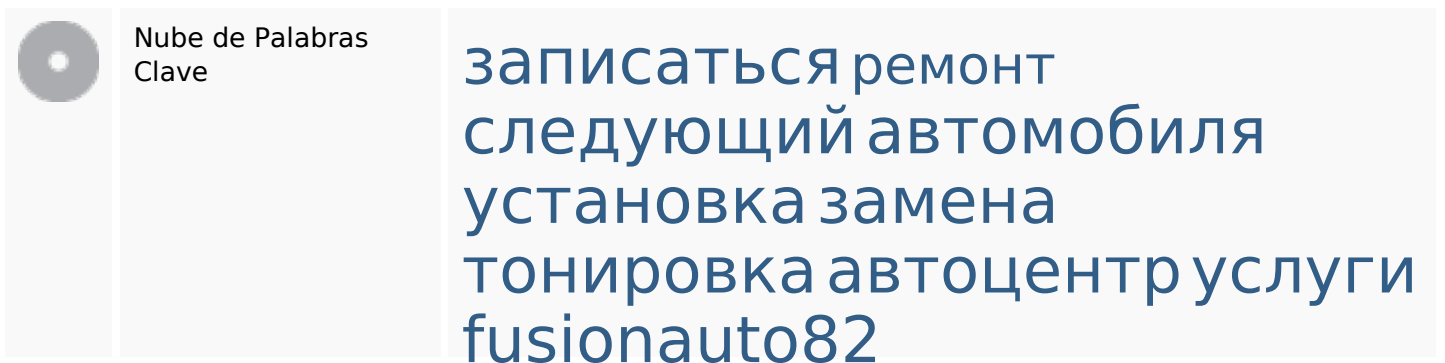 Nube de Palabras
Clave
записаться ремонт
следующий автомобиля
установка замена
тонировка автоцентр услуги
fusionauto82